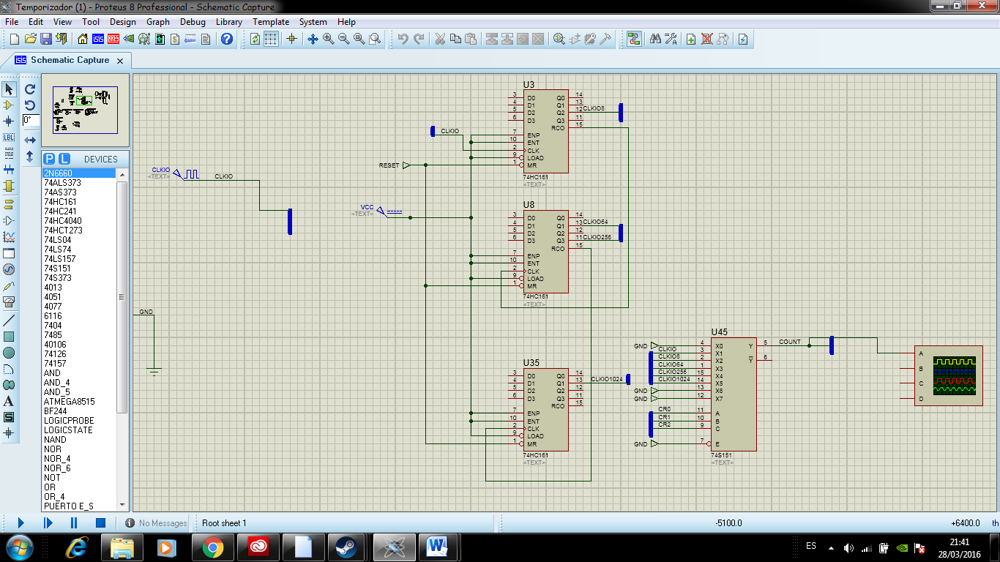 Temporizador (1) - Proteus 8 Professional - Schematic Capture
File Edit View Tool Design Graph Debug Library Template System Help
Schematic Capture
0°
P L DEVICES
2N6660
74ALS373
74AS373
74HC161
74HC241
74HC4040
74HCT273
74LS04
74LS74
74LS157
74S151
74S373
4013
4051
4077
6116
7404
7485
40106
74126
74157
AND
AND_4
AND_5
ATMEGA8515
BF244
LOGICPROBE
LOGICSTATE
NAND
NOR
NOR_4
NOR_6
NOT
OR
OR_4
PUERTO E_S
CLKIO
<TEXT>
CLKIO
GND
CLKIO
RESET
VCC
<TEXT>
U3
3 D0 Q0 14
4 D1 Q1 13
5 D2 Q2 12 CLKIO8
6 D3 Q3 11
RCO 15
7 ENP
10 ENT
2 CLK
9 LOAD
1 MR
74HC161
<TEXT>
U8
3 D0 Q0 14
4 D1 Q1 13 CLKIO64
5 D2 Q2 12
6 D3 Q3 11 CLKIO256
RCO 15
7 ENP
10 ENT
2 CLK
9 LOAD
1 MR
74HC161
<TEXT>
U35
3 D0 Q0 14
4 D1 Q1 13 CLKIO1024
5 D2 Q2 12
6 D3 Q3 11
RCO 15
7 ENP
10 ENT
2 CLK
9 LOAD
1 MR
74HC161
<TEXT>
U45
GND 4 X0 Y 5 COUNT
CLKIO 3 X1
CLKIO8 2 X2 Y 6
CLKIO64 1 X3
CLKIO256 15 X4
CLKIO1024 14 X5
GND 13 X6
GND 12 X7
CR0 11 A
CR1 10 B
CR2 9 C
GND 7 E
74S151
<TEXT>
A
B
C
D
No Messages Root sheet 1 -5100.0 +6400.0 th
ES 21:41
28/03/2016